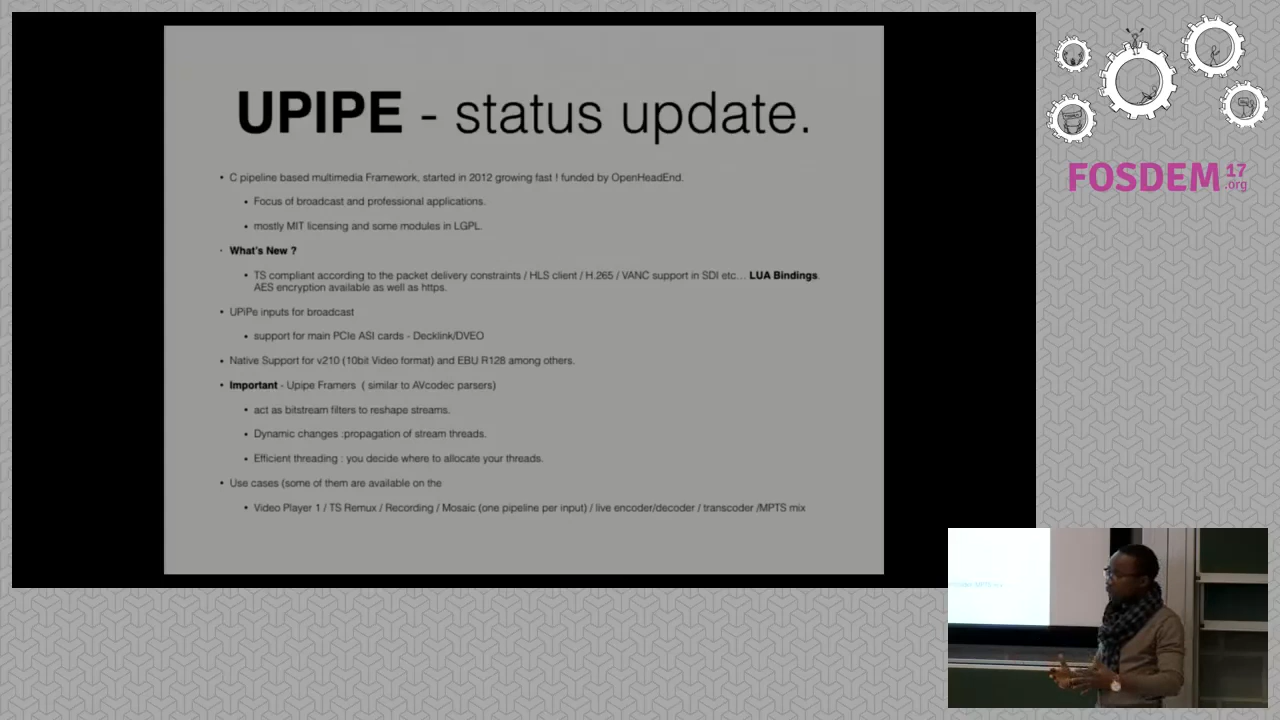 UPIPE - status update.
• C pipeline based multimedia Framework, started in 2012 growing fast ! funded by OpenHeadEnd.
• Focus of broadcast and professional applications.
• mostly MIT licensing and some modules in LGPL.
• What's New ?
• TS compliant according to the packet delivery constraints / HLS client / H.265 / VANC support in SDI etc... LUA Bindings.
AES encryption available as well as https.
• UPiPe inputs for broadcast
• support for main PCIe ASI cards - Decklink/DVEO
• Native Support for v210 (10bit Video format) and EBU R128 among others.
• Important - Upipe Framers ( similar to AVcodec parsers)
• act as bitstream filters to reshape streams.
• Dynamic changes :propagation of stream threads.
• Efficient threading : you decide where to allocate your threads.
• Use cases (some of them are available on the
• Video Player 1 / TS Remux / Recording / Mosaic (one pipeline per input) / live encoder/decoder / transcoder /MPTS mix
FOSDEM 17
.org